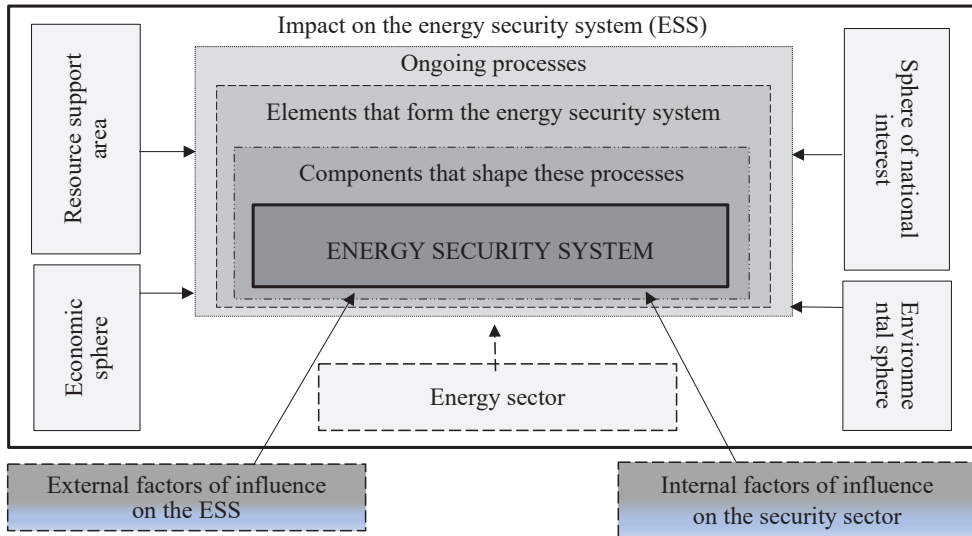 Impact on the energy security system (ESS)
Ongoing processes
Elements that form the energy security system
Components that shape these processes
ENERGY SECURITY SYSTEM
Resource support
area
Economic
sphere
Sphere of national
interest
Environme
ntal sphere
Energy sector
External factors of influence
on the ESS
Internal factors of influence
on the security sector